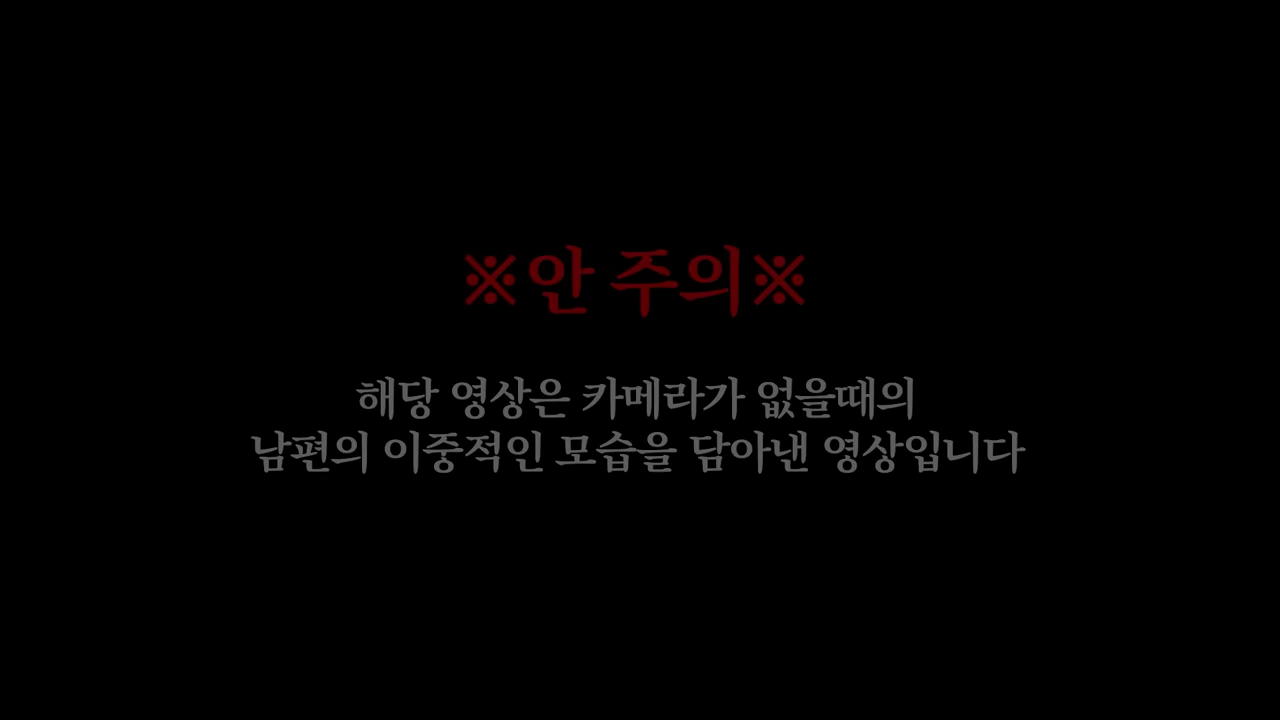 ※안 주의※
해당 영상은 카메라가 없을때의
남편의 이중적인 모습을 담아낸 영상입니다